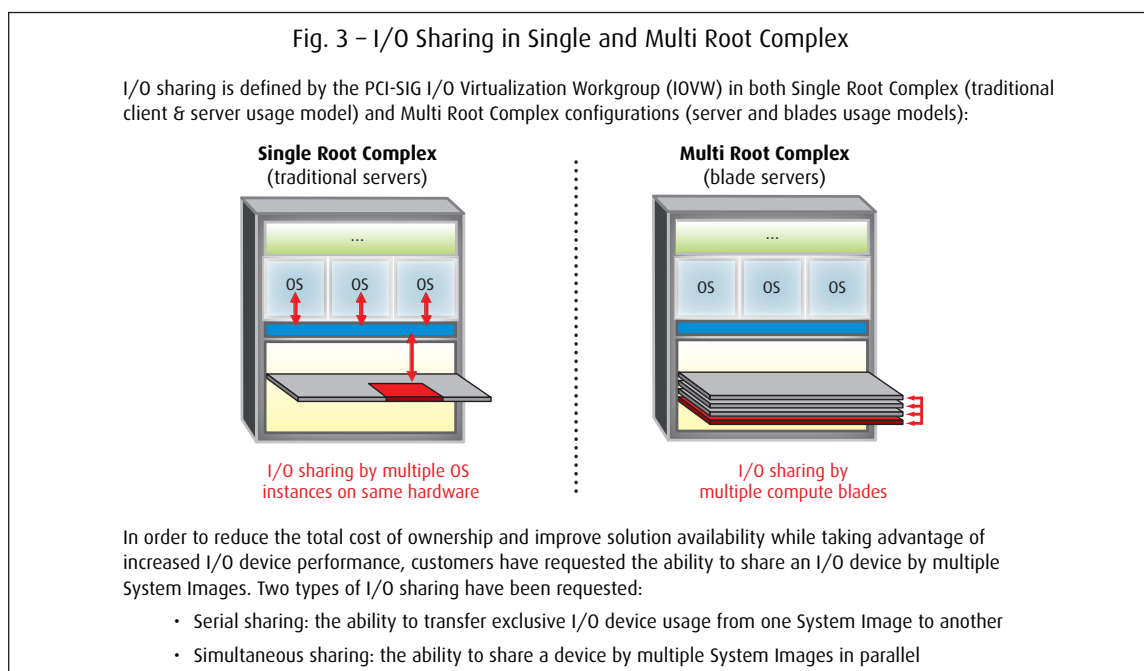 Fig. 3 – I/O Sharing in Single and Multi Root Complex
I/O sharing is defined by the PCI-SIG I/O Virtualization Workgroup (IOVW) in both Single Root Complex (traditional
client & server usage model) and Multi Root Complex configurations (server and blades usage models):
Single Root Complex
(traditional servers)
...
OS OS OS
I/O sharing by multiple OS
instances on same hardware
Multi Root Complex
(blade servers)
...
OS OS OS
I/O sharing by
multiple compute blades
In order to reduce the total cost of ownership and improve solution availability while taking advantage of
increased I/O device performance, customers have requested the ability to share an I/O device by multiple
System Images. Two types of I/O sharing have been requested:
• Serial sharing: the ability to transfer exclusive I/O device usage from one System Image to another
• Simultaneous sharing: the ability to share a device by multiple System Images in parallel